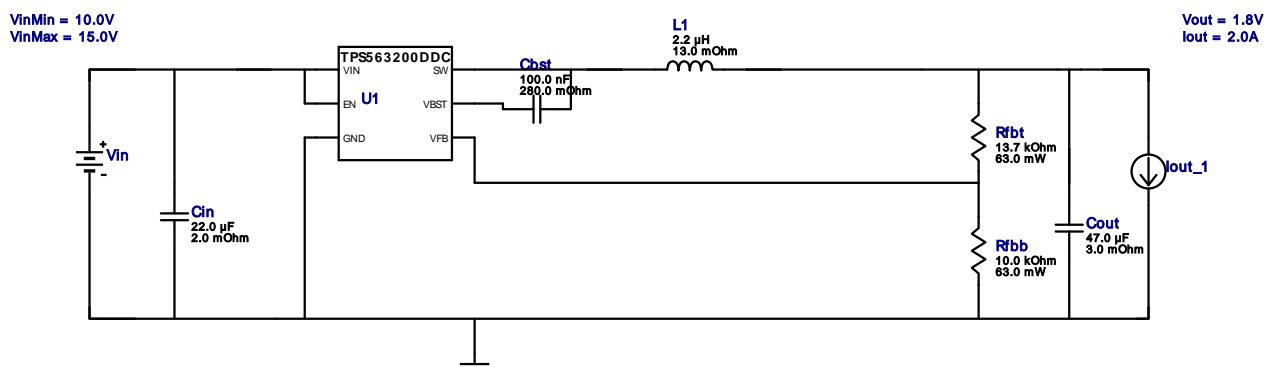 VinMin = 10.0V
VinMax = 15.0V
Vout = 1.8V
Iout = 2.0A
L1
2.2 µH
13.0 mOhm
TPS563200DDC
VIN
SW
EN
U1
VBST
GND
VFB
Cbst
100.0 nF
280.0 mOhm
Vin
+
-
Cin
22.0 µF
2.0 mOhm
Rfbt
13.7 kOhm
63.0 mW
Iout_1
Rfbb
10.0 kOhm
63.0 mW
Cout
47.0 µF
3.0 mOhm